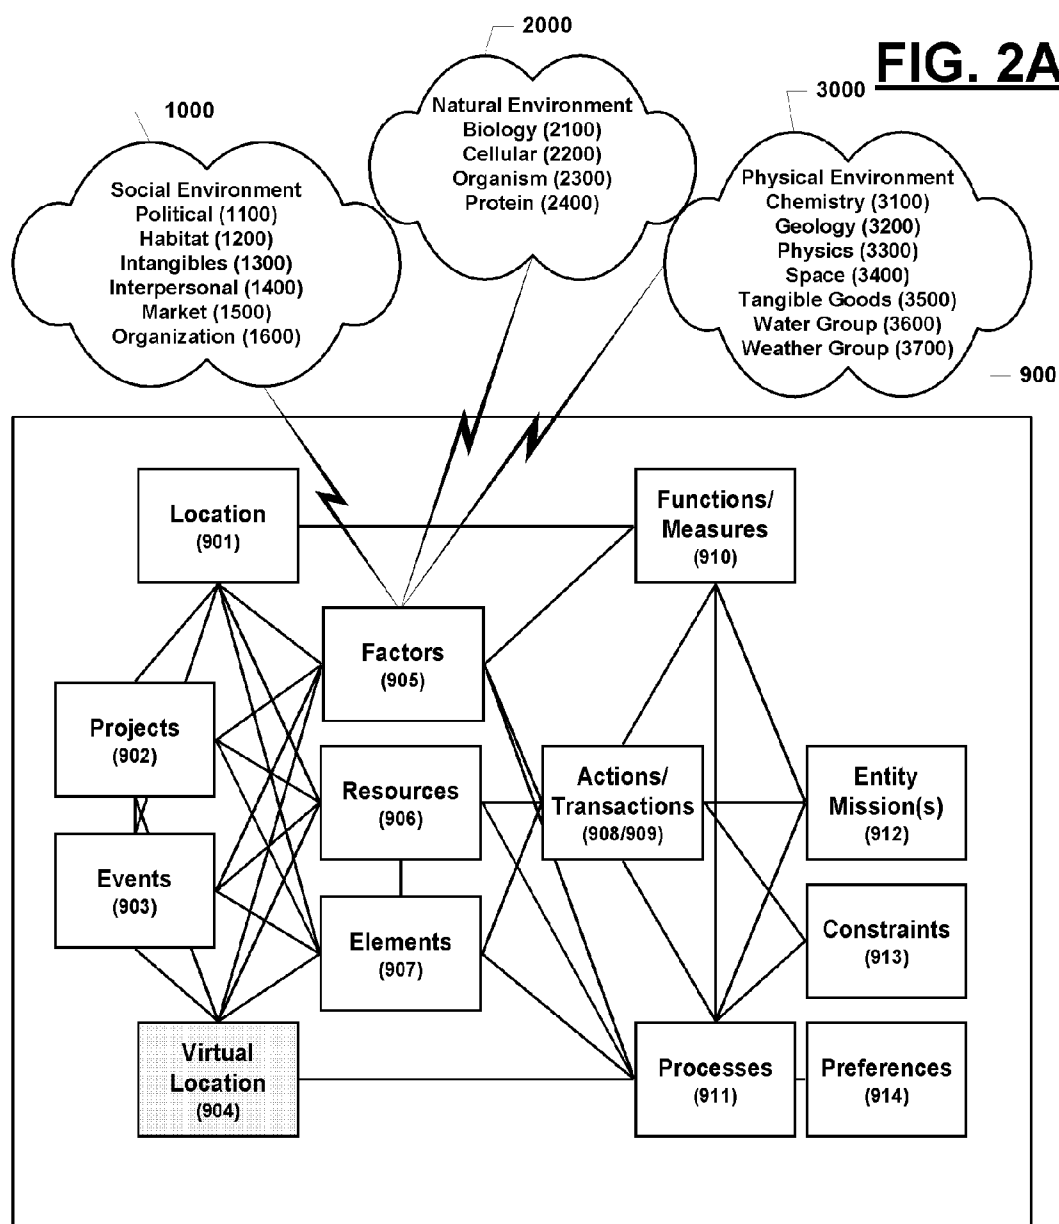 2000
FIG. 2A
3000
1000
Natural Environment
Biology (2100)
Cellular (2200)
Organism (2300)
Protein (2400)
Social Environment
Political (1100)
Habitat (1200)
Intangibles (1300)
Interpersonal (1400)
Market (1500)
Organization (1600)
Physical Environment
Chemistry (3100)
Geology (3200)
Physics (3300)
Space (3400)
Tangible Goods (3500)
Water Group (3600)
Weather Group (3700)
900
Location
(901)
Functions/
Measures
(910)
Factors
(905)
Projects
(902)
Resources
(906)
Actions/
Transactions
(908/909)
Entity
Mission(s)
(912)
Events
(903)
Elements
(907)
Constraints
(913)
Virtual
Location
(904)
Processes
(911)
Preferences
(914)